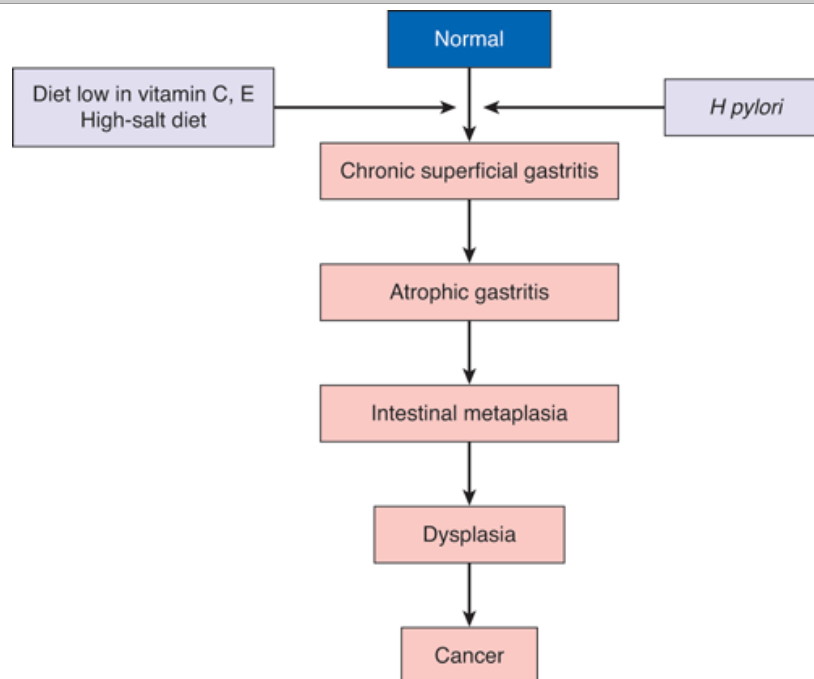 Normal
Diet low in vitamin C, E
High-salt diet
H pylori
Chronic superficial gastritis
Atrophic gastritis
Intestinal metaplasia
Dysplasia
Cancer